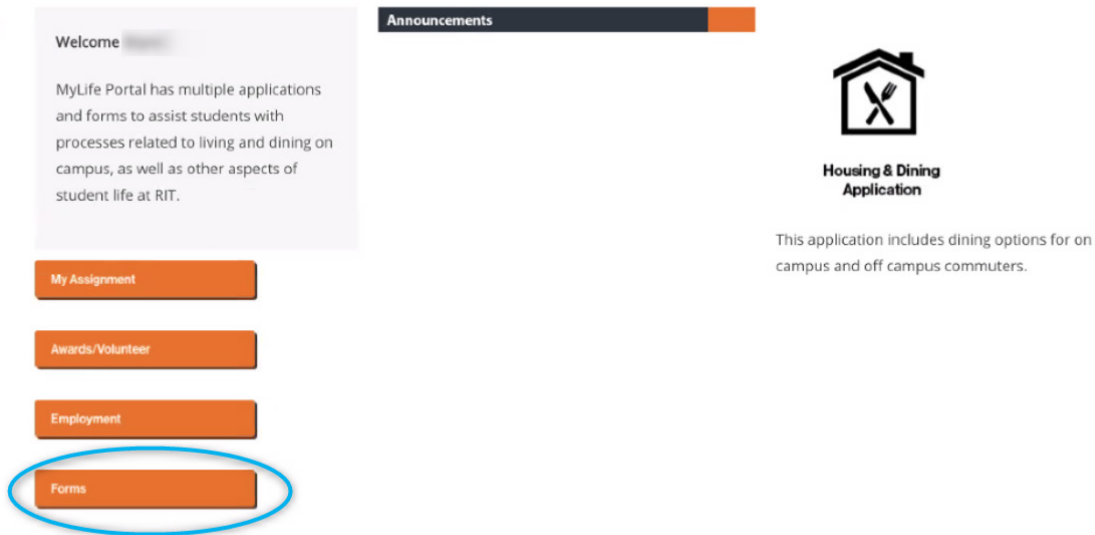 Welcome
MyLife Portal has multiple applications
and forms to assist students with
processes related to living and dining on
campus, as well as other aspects of
student life at RIT.
My Assignment
Awards/Volunteer
Employment
Forms
Announcements
Housing & Dining
Application
This application includes dining options for on
campus and off campus commuters.